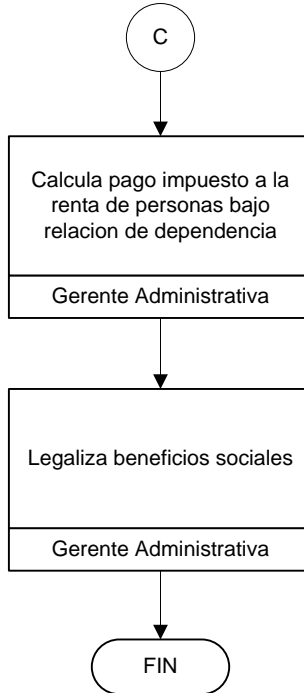 C
Calcula pago impuesto a la
renta de personas bajo
relacion de dependencia
Gerente Administrativa
Legaliza beneficios sociales
Gerente Administrativa
FIN